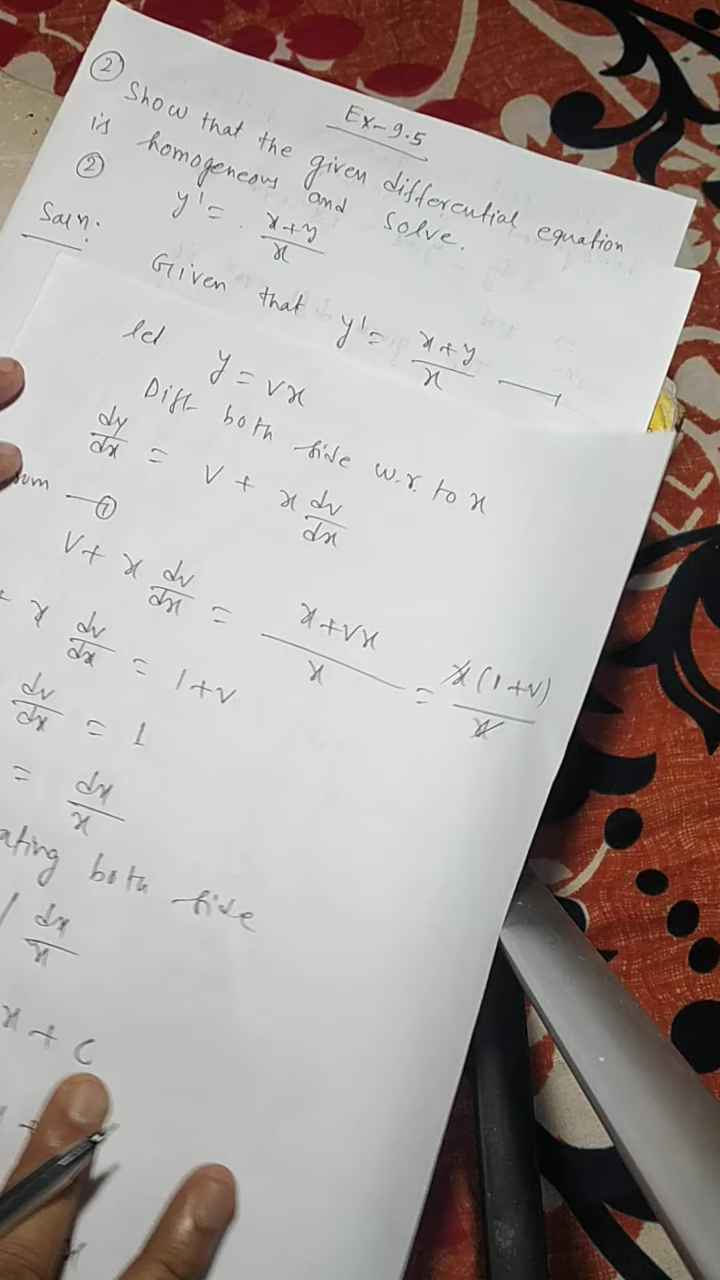 ②
Ex-9.5
Show that the given differential equation
is homogeneous and solve.
② y' = x+y/x
Soln:
Given that y' = x+y/x —
let y = vx
Diff both side w.r. to x
dy/dx = v + x dv/dx
—①
v + x dv/dx = x+vx/x = x(1+v)/x
+ x dv/dx = 1+v
dv/dx = 1
= dx/x
ating both side
∫ dx/x
x + c